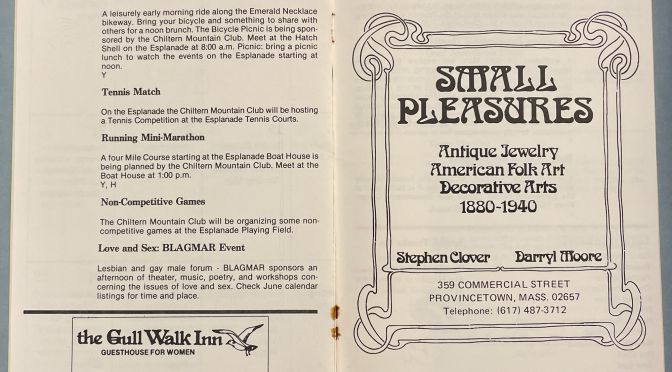 A leisurely early morning ride along the Emerald Necklace
bikeway. Bring your bicycle and something to share with
others for a noon brunch. The Bicycle Picnic is being spon-
sored by the Chiltern Mountain Club. Meet at the Hatch
Shell on the Esplanade at 8:00 a.m. Picnic: bring a picnic
lunch to watch the events on the Esplanade starting at
noon.
Y
Tennis Match
On the Esplanade the Chiltern Mountain Club will be hosting
a Tennis Competition at the Esplanade Tennis Courts.
Running Mini-Marathon
A four Mile Course starting at the Esplanade Boat House is
being planned by the Chiltern Mountain Club. Meet at the
Boat House at 1:00 p.m.
Y, H
Non-Competitive Games
The Chiltern Mountain Club will be organizing some non-
competitive games at the Esplanade Playing Field.
Love and Sex: BLAGMAR Event
Lesbian and gay male forum - BLAGMAR sponsors an
afternoon of theater, music, poetry, and workshops con-
cerning the issues of love and sex. Check June calendar
listings for time and place.
the Gull Walk Inn
GUESTHOUSE FOR WOMEN
SMALL
PLEASURES
Antique Jewelry
American Folk Art
Decorative Arts
1880-1940
Stephen Clover Darryl Moore
359 COMMERCIAL STREET
PROVINCETOWN, MASS. 02657
Telephone: (617) 487-3712